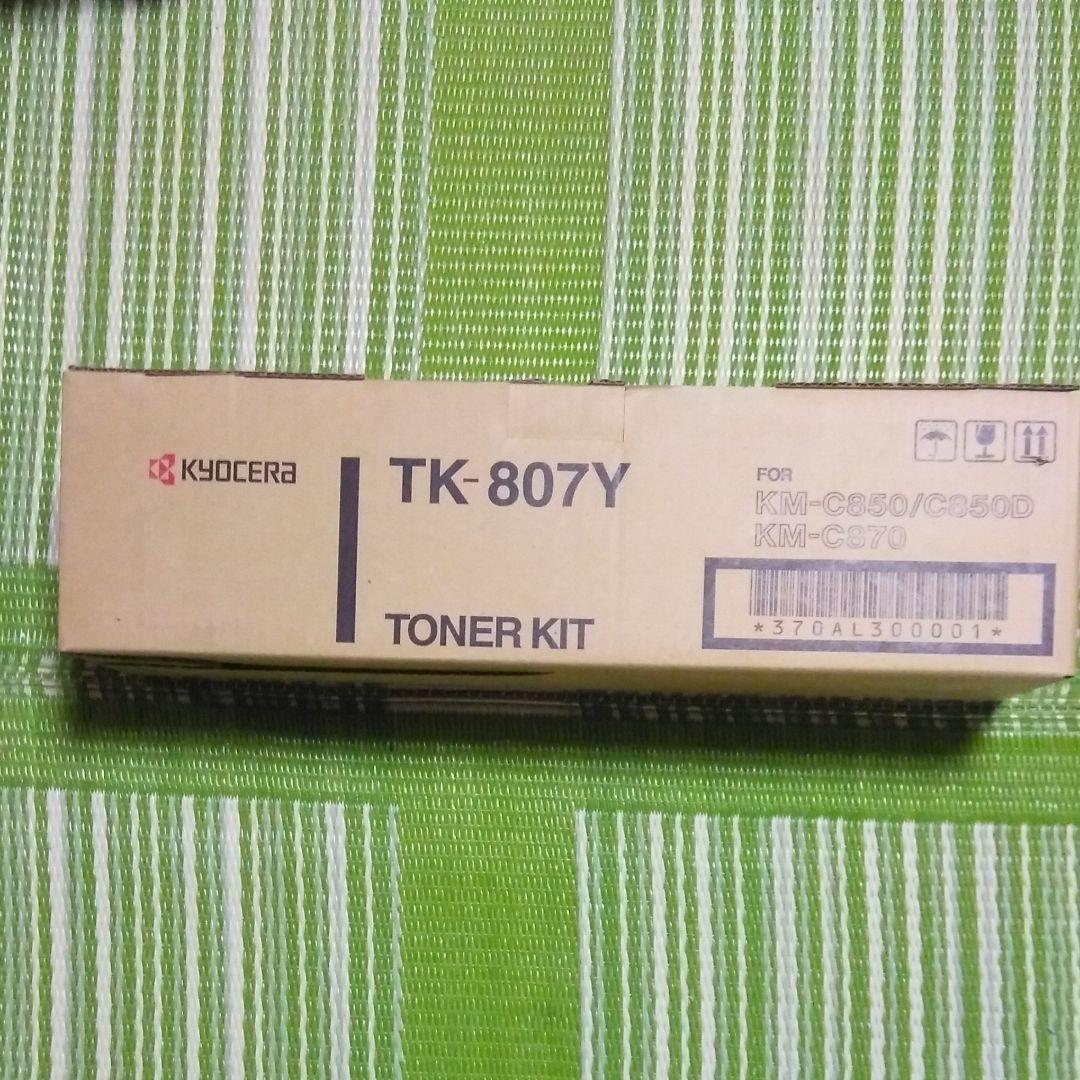 KYOCERA
TK-807Y
TONER KIT
FOR
KM-C850/C850D
KM-C870
*370AL300001*